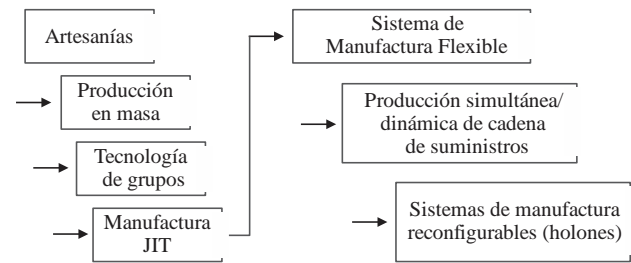 Artesanías
Producción
en masa
Tecnología
de grupos
Manufactura
JIT
Sistema de
Manufactura Flexible
Producción simultánea/
dinámica de cadena
de suministros
Sistemas de manufactura
reconfigurables (holones)